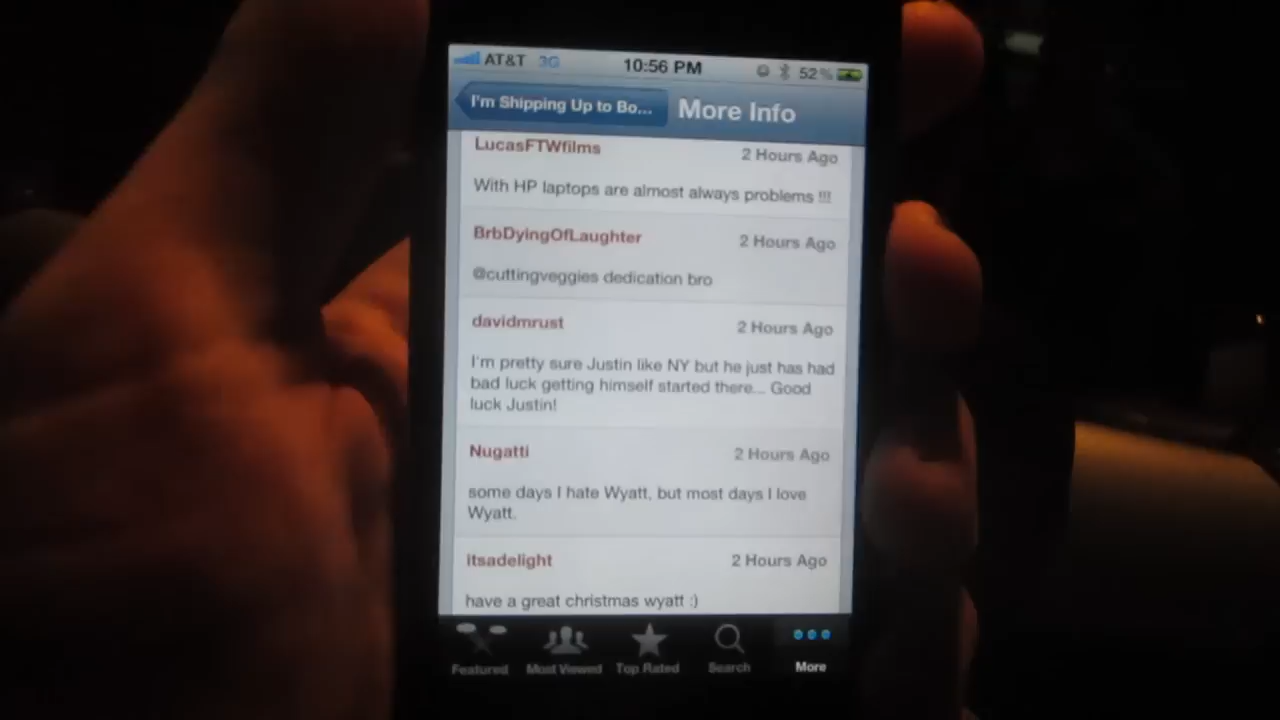 AT&T 3G 10:56 PM 52%
I'm Shipping Up to Bo... More Info
LucasFTWfilms 2 Hours Ago
With HP laptops are almost always problems !!!
BrbDyingOfLaughter 2 Hours Ago
@cuttingveggies dedication bro
davidmrust 2 Hours Ago
I'm pretty sure Justin like NY but he just has had
bad luck getting himself started there... Good
luck Justin!
Nugatti 2 Hours Ago
some days I hate Wyatt, but most days I love
Wyatt.
itsadelight 2 Hours Ago
have a great christmas wyatt :)
Featured Most Viewed Top Rated Search More